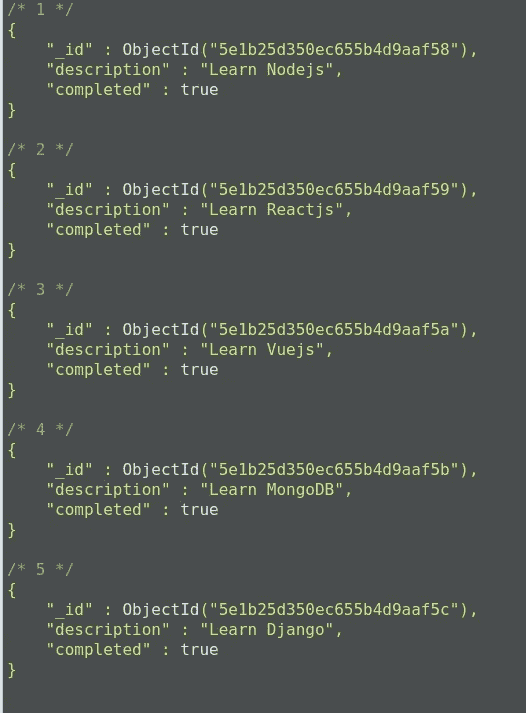 /* 1 */
{
    "_id" : ObjectId("5e1b25d350ec655b4d9aaf58"),
    "description" : "Learn Nodejs",
    "completed" : true
}
/* 2 */
{
    "_id" : ObjectId("5e1b25d350ec655b4d9aaf59"),
    "description" : "Learn Reactjs",
    "completed" : true
}
/* 3 */
{
    "_id" : ObjectId("5e1b25d350ec655b4d9aaf5a"),
    "description" : "Learn Vuejs",
    "completed" : true
}
/* 4 */
{
    "_id" : ObjectId("5e1b25d350ec655b4d9aaf5b"),
    "description" : "Learn MongoDB",
    "completed" : true
}
/* 5 */
{
    "_id" : ObjectId("5e1b25d350ec655b4d9aaf5c"),
    "description" : "Learn Django",
    "completed" : true
}